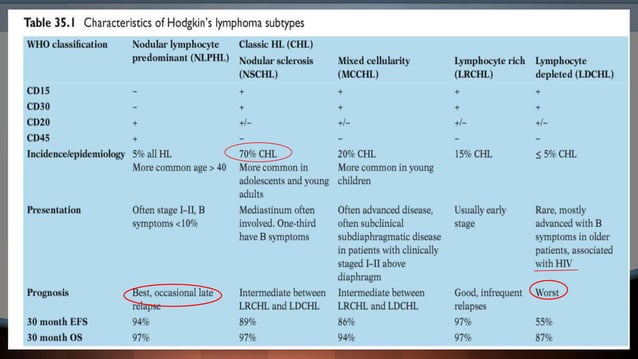 Table 35.1 Characteristics of Hodgkin's lymphoma subtypes
WHO classification Nodular lymphocyte predominant (NLPHL) Classic HL (CHL)
Nodular sclerosis (NSCHL) Mixed cellularity (MCCHL) Lymphocyte rich (LRCHL) Lymphocyte depleted (LDCHL)
CD15 – + + + +
CD30 – + + + +
CD20 + +/– +/– +/– +/–
CD45 + – – – –
Incidence/epidemiology 5% all HL 70% CHL 20% CHL 15% CHL ≤ 5% CHL
More common age > 40 More common in More common in young
adolescents and young children
adults
Presentation Often stage I–II, B Mediastinum often Often advanced disease, Usually early Rare, mostly
symptoms <10% involved. One-third often subclinical stage advanced with B
have B symptoms subdiaphragmatic disease symptoms in older
in patients with clinically patients, associated
staged I–II above with HIV
diaphragm
Prognosis Best, occasional late Intermediate between Intermediate between Good, infrequent Worst
relapse LRCHL and LDCHL LRCHL and LDCHL relapses
30 month EFS 94% 89% 86% 97% 55%
30 month OS 97% 97% 94% 97% 87%